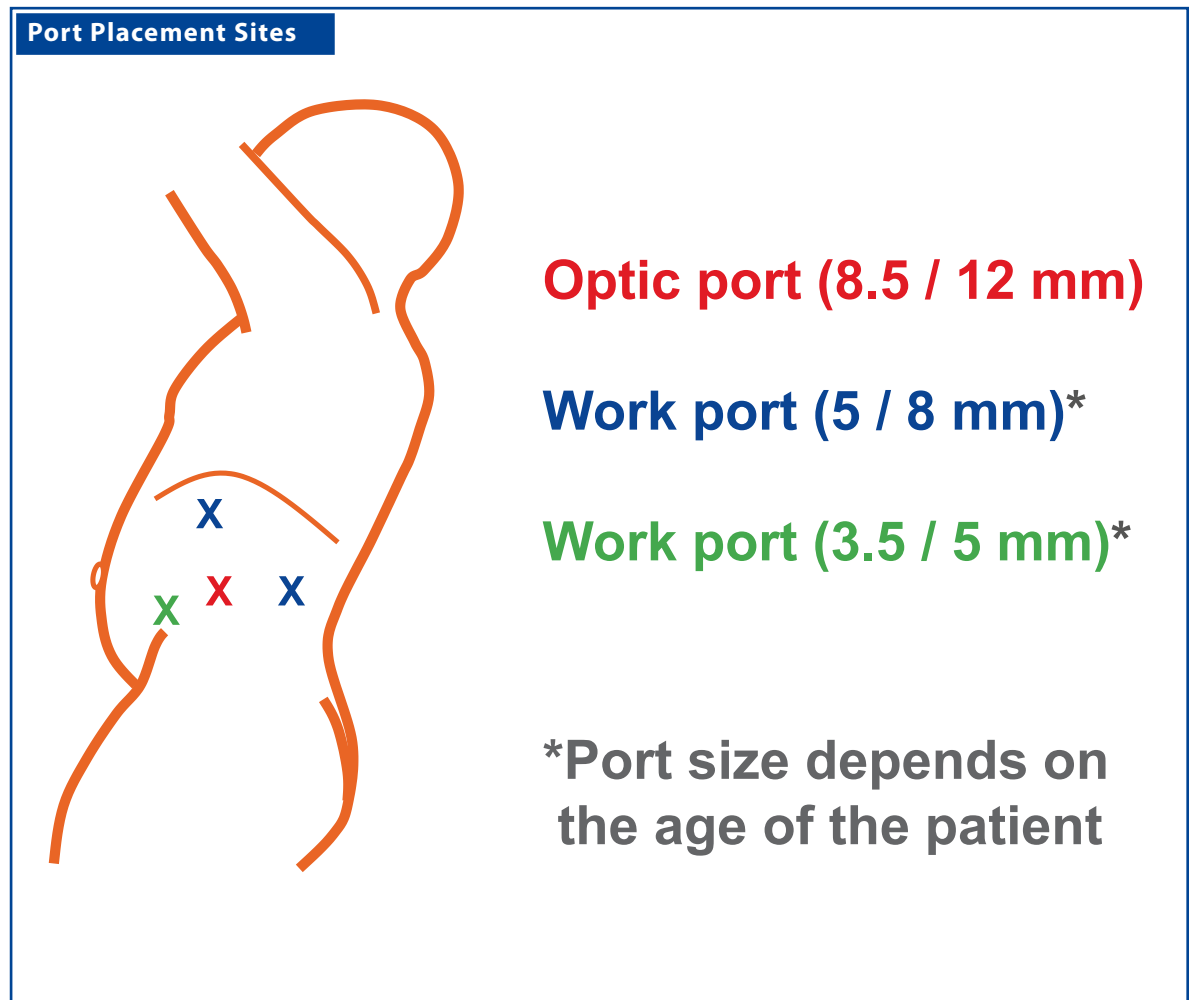 Port Placement Sites
Optic port (8.5 / 12 mm)
Work port (5 / 8 mm)*
X
Work port (3.5 / 5 mm)*
X X X
*Port size depends on
the age of the patient